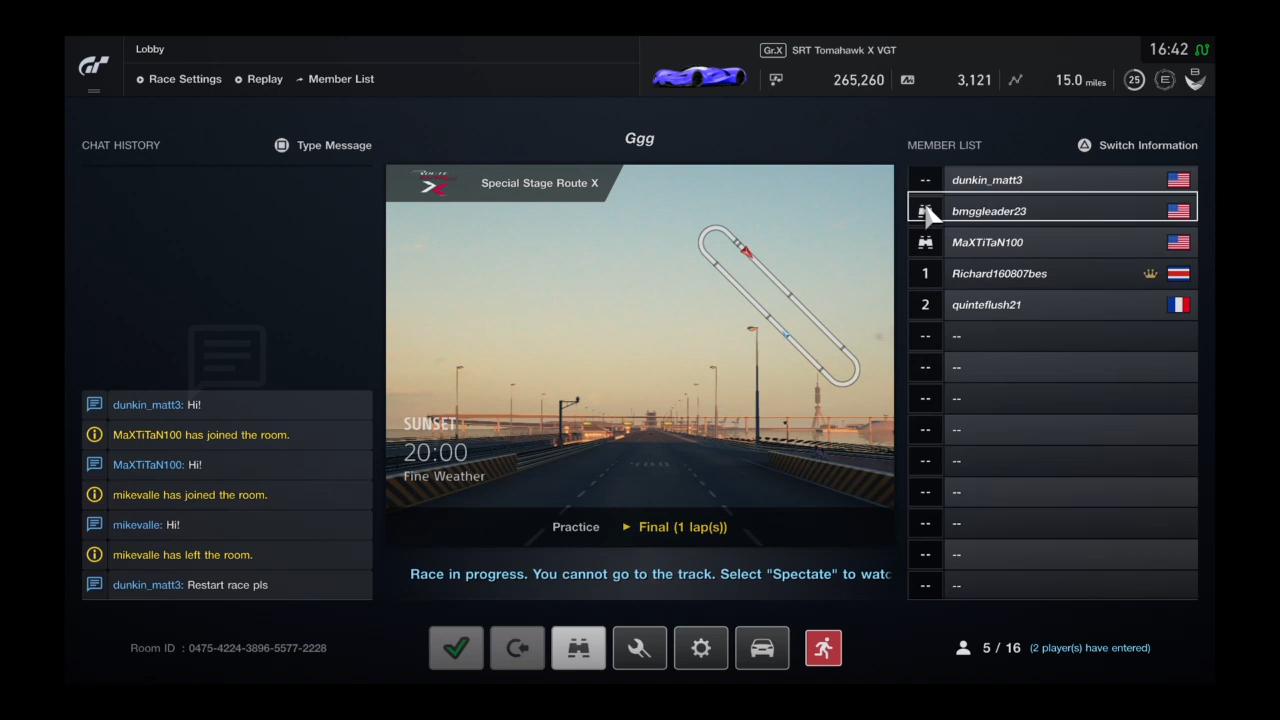 Lobby
Race Settings
Replay
Member List
Gr.X
SRT Tomahawk X VGT
16:42
265,260
3,121
15.0 miles
25
E
B
CHAT HISTORY
Type Message
Ggg
MEMBER LIST
Switch Information
Special Stage Route X
SUNSET
20:00
Fine Weather
Practice
Final (1 lap(s))
Race in progress. You cannot go to the track. Select "Spectate" to watc
dunkin_matt3: Hi!
MaXTiTaN100 has joined the room.
MaXTiTaN100: Hi!
mikevalle has joined the room.
mikevalle: Hi!
mikevalle has left the room.
dunkin_matt3: Restart race pls
-- dunkin_matt3
bmggleader23
MaXTiTaN100
1 Richard160807bes
2 quinteflush21
-- --
-- --
-- --
-- --
-- --
-- --
-- --
-- --
-- --
Room ID : 0475-4224-3896-5577-2228
5 / 16 (2 player(s) have entered)